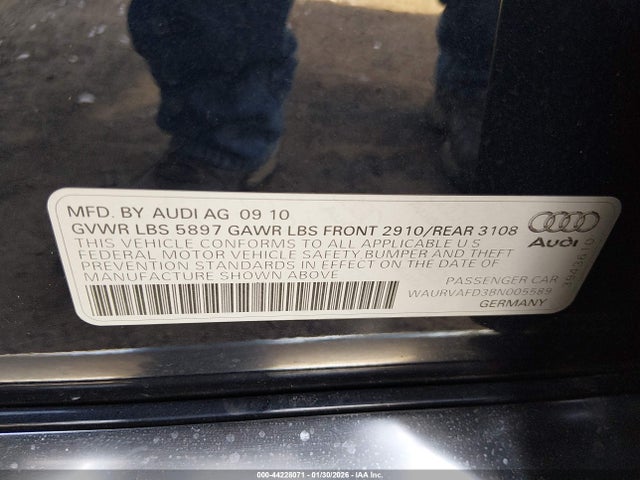 MFD. BY AUDI AG 09 10
GVWR LBS 5897 GAWR LBS FRONT 2910/REAR 3108
THIS VEHICLE CONFORMS TO ALL APPLICABLE U S
FEDERAL MOTOR VEHICLE SAFETY BUMPER AND THEFT
PREVENTION STANDARDS IN EFFECT ON THE DATE OF
MANUFACTURE SHOWN ABOVE
Audi
PASSENGER CAR
WAURVAFD3BN005589
GERMANY
000-44228071 - 01/30/2026 - IAAI.com